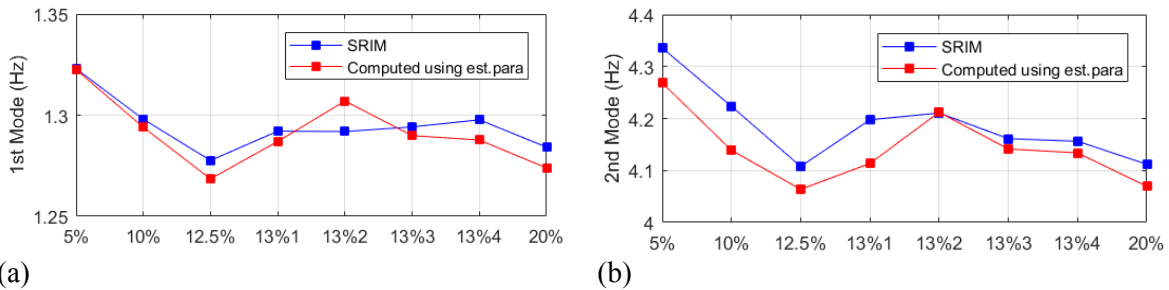 1.35
1.3
1.25
1st Mode (Hz)
SRIM
Computed using est.para
5% 10% 12.5% 13%1 13%2 13%3 13%4 20%
(a)
4.4
4.3
4.2
4.1
4
2nd Mode (Hz)
SRIM
Computed using est.para
5% 10% 12.5% 13%1 13%2 13%3 13%4 20%
(b)